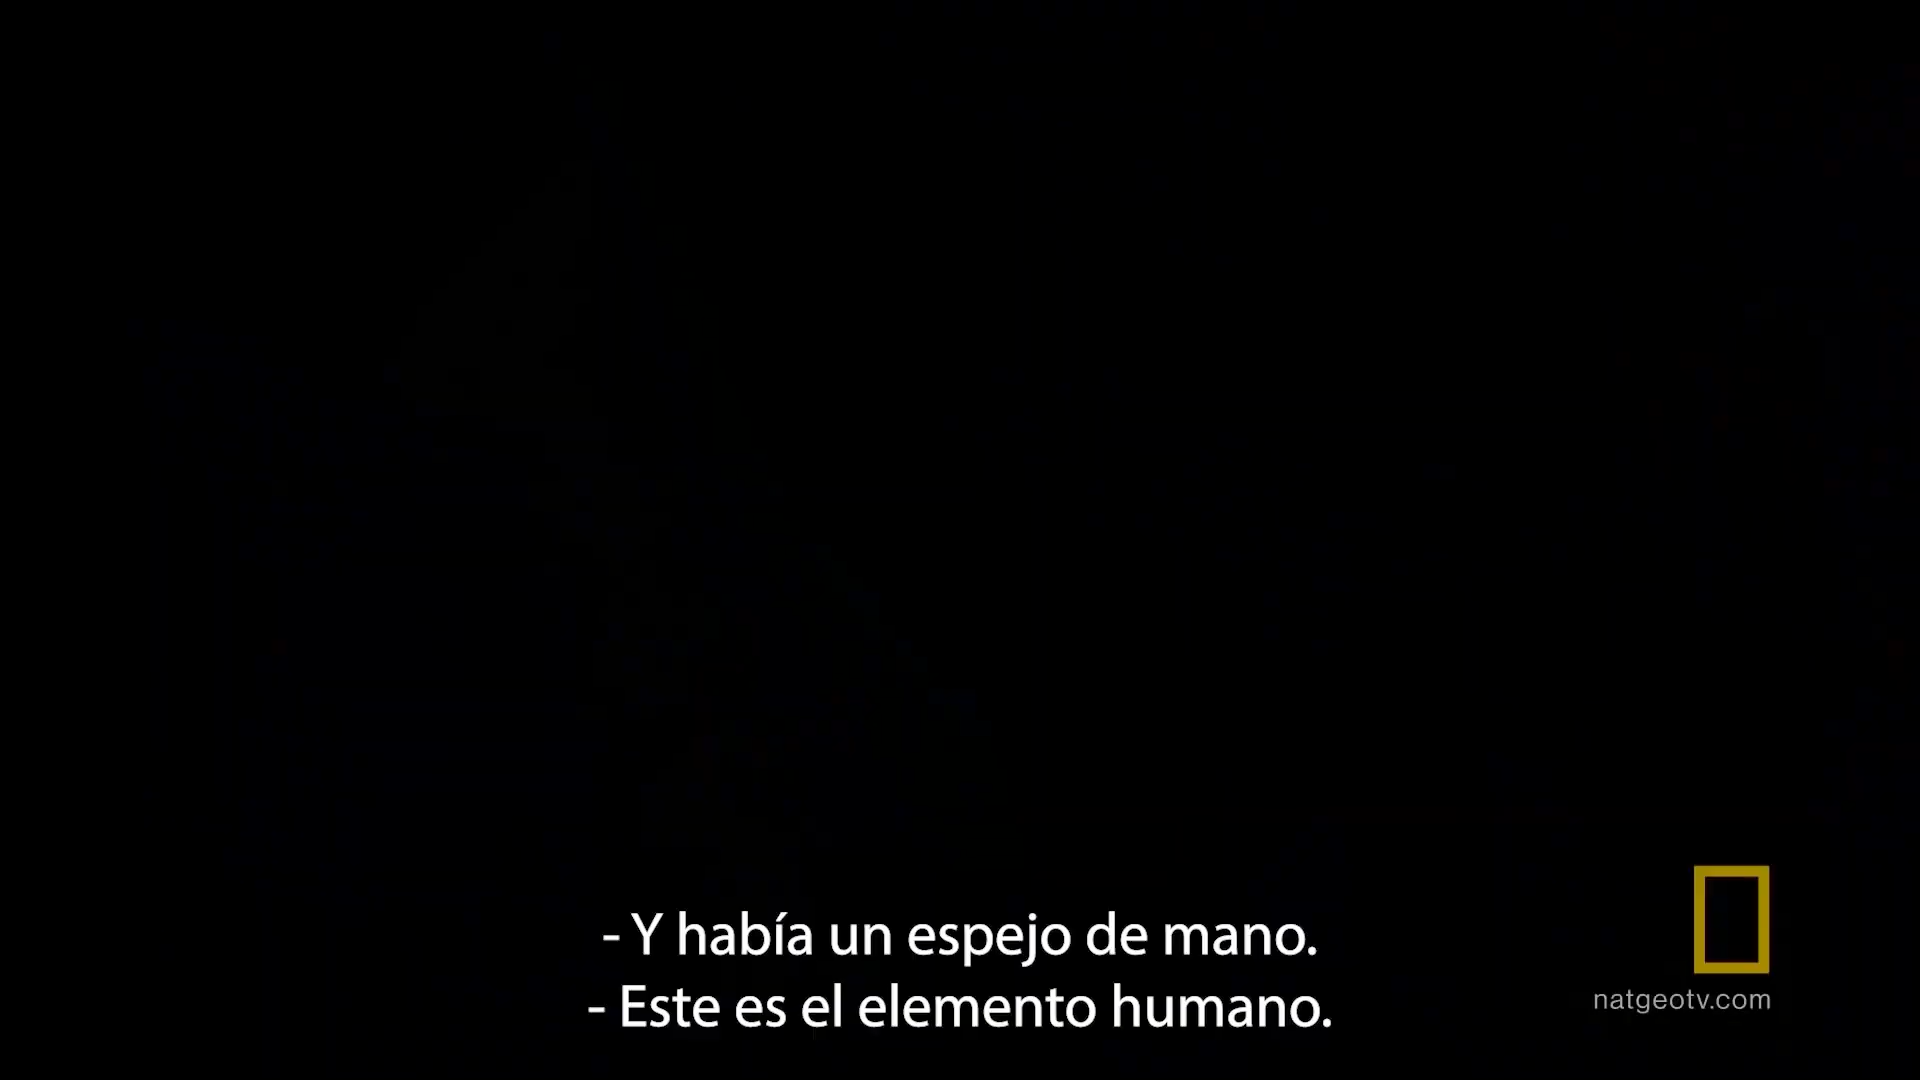 - Y había un espejo de mano.
- Este es el elemento humano.
natgeotv.com